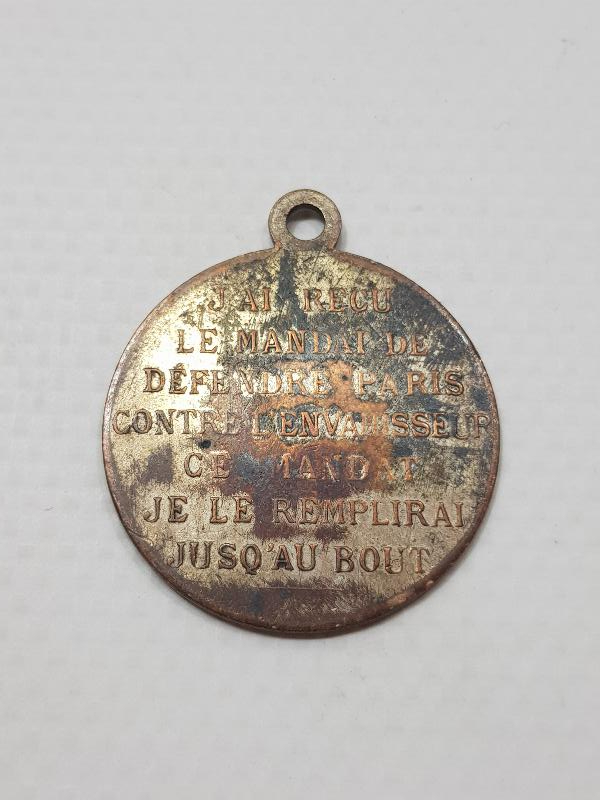 J'AI REÇU
LE MANDAT DE
DÉFENDRE PARIS
CONTRE L'ENVAHISSEUR
CE MANDAT
JE LE REMPLIRAI
JUSQ'AU BOUT